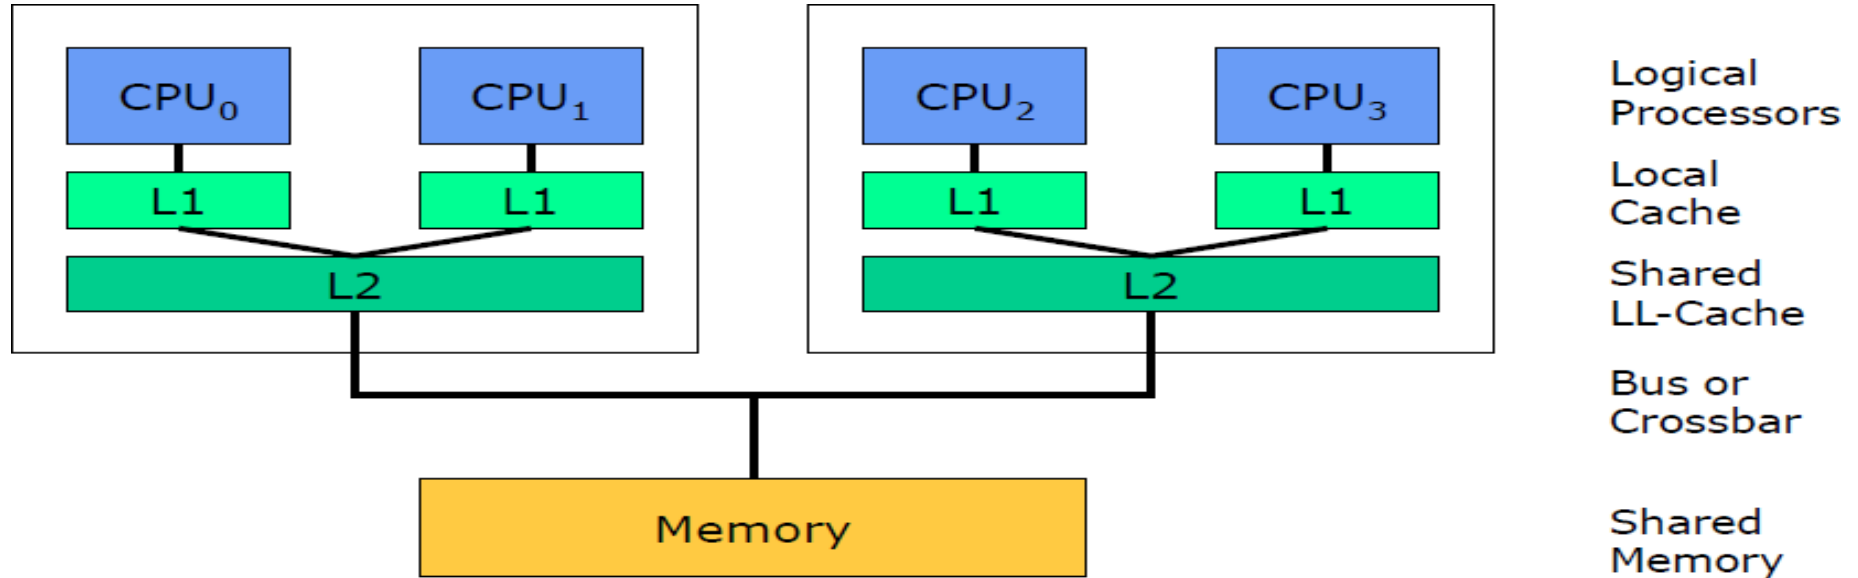 CPU₀ CPU₁ CPU₂ CPU₃
Logical
Processors
L1 L1 L1 L1
Local
Cache
L2 L2
Shared
LL-Cache
Bus or
Crossbar
Memory
Shared
Memory